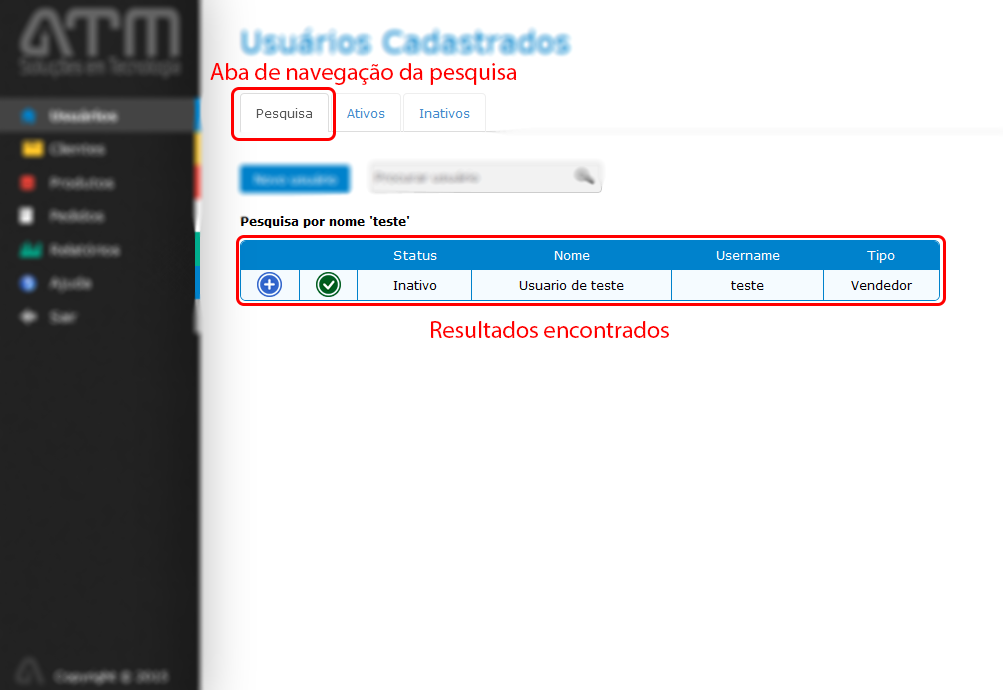 ATM
Soluções em Tecnologia
Usuários
Clientes
Produtos
Pedidos
Relatórios
Ajuda
Sair
Copyright © 2015
Usuários Cadastrados
Aba de navegação da pesquisa
Pesquisa Ativos Inativos
Novo usuário Procurar usuário
Pesquisa por nome 'teste'
Status Nome Username Tipo
Inativo Usuario de teste teste Vendedor
Resultados encontrados